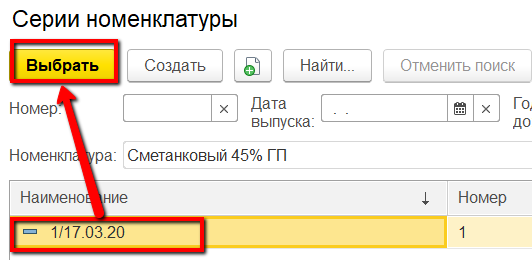 Серии номенклатуры
Выбрать Создать Найти... Отменить поиск
Номер: × Дата выпуска: . . × Го до
Номенклатура: Сметанковый 45% ГП
Наименование ↓ Номер
1/17.03.20 1